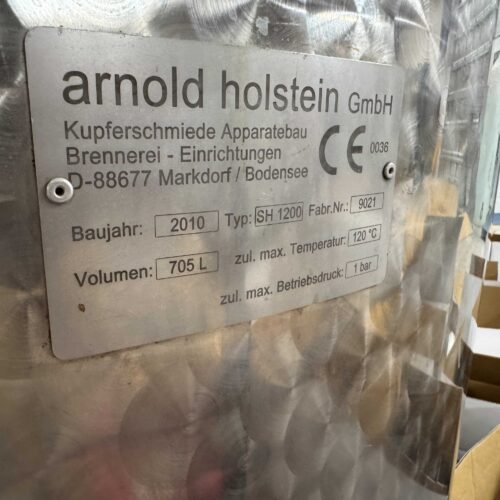 arnold holstein GmbH
Kupferschmiede Apparatebau
Brennerei - Einrichtungen
D-88677 Markdorf / Bodensee
CE 0036
Baujahr: 2010 Typ: SH 1200 Fabr.Nr.: 9021
Volumen: 705 L zul. max. Temperatur: 120 °C
zul. max. Betriebsdruck: 1 bar